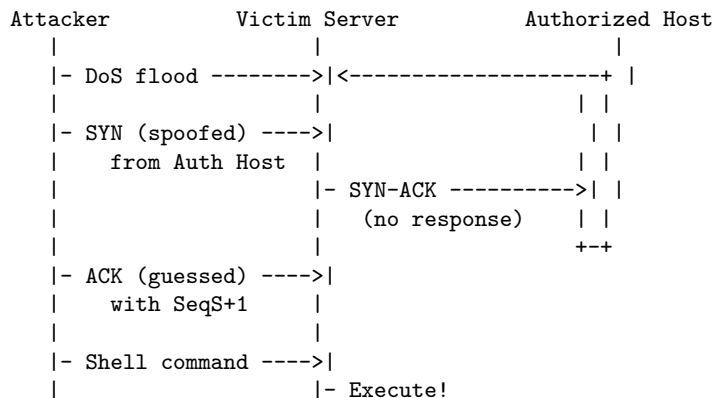 Attacker          Victim Server          Authorized Host
   |                    |                       |
   |- DoS flood -------->|<--------------------+ |
   |                    |                    | |
   |- SYN (spoofed) ---->|                    | |
   |    from Auth Host  |                    | |
   |                    |- SYN-ACK ---------->| |
   |                    |   (no response)    | |
   |                    |                    +-+
   |- ACK (guessed) ---->|
   |    with SeqS+1     |
   |                    |
   |- Shell command ---->|
   |                    |- Execute!